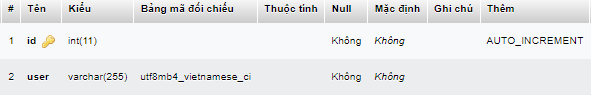 # Tên Kiểu Bảng mã đối chiếu Thuộc tính Null Mặc định Ghi chú Thêm
1 id int(11) Không Không AUTO_INCREMENT
2 user varchar(255) utf8mb4_vietnamese_ci Không Không